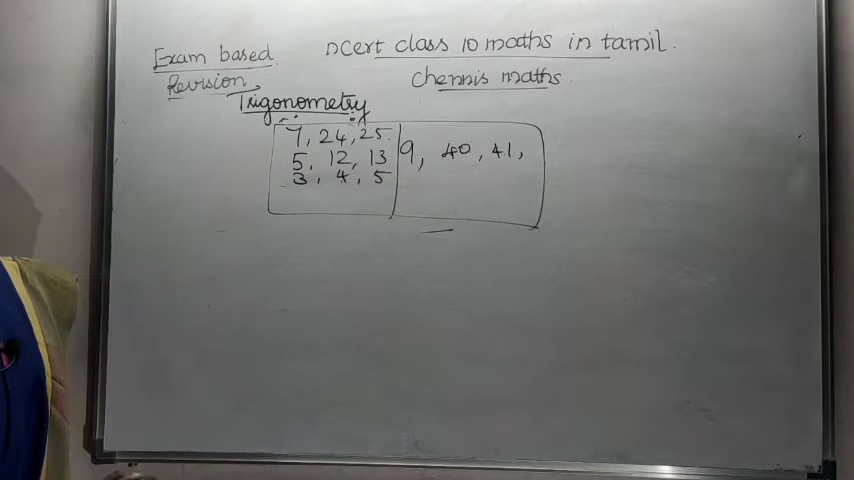 Exam based
Revision
ncert class 10 maths in tamil.
Chennis maths.
Trigonometry
7, 24, 25.
5, 12, 13
3, 4, 5
9, 40, 41,